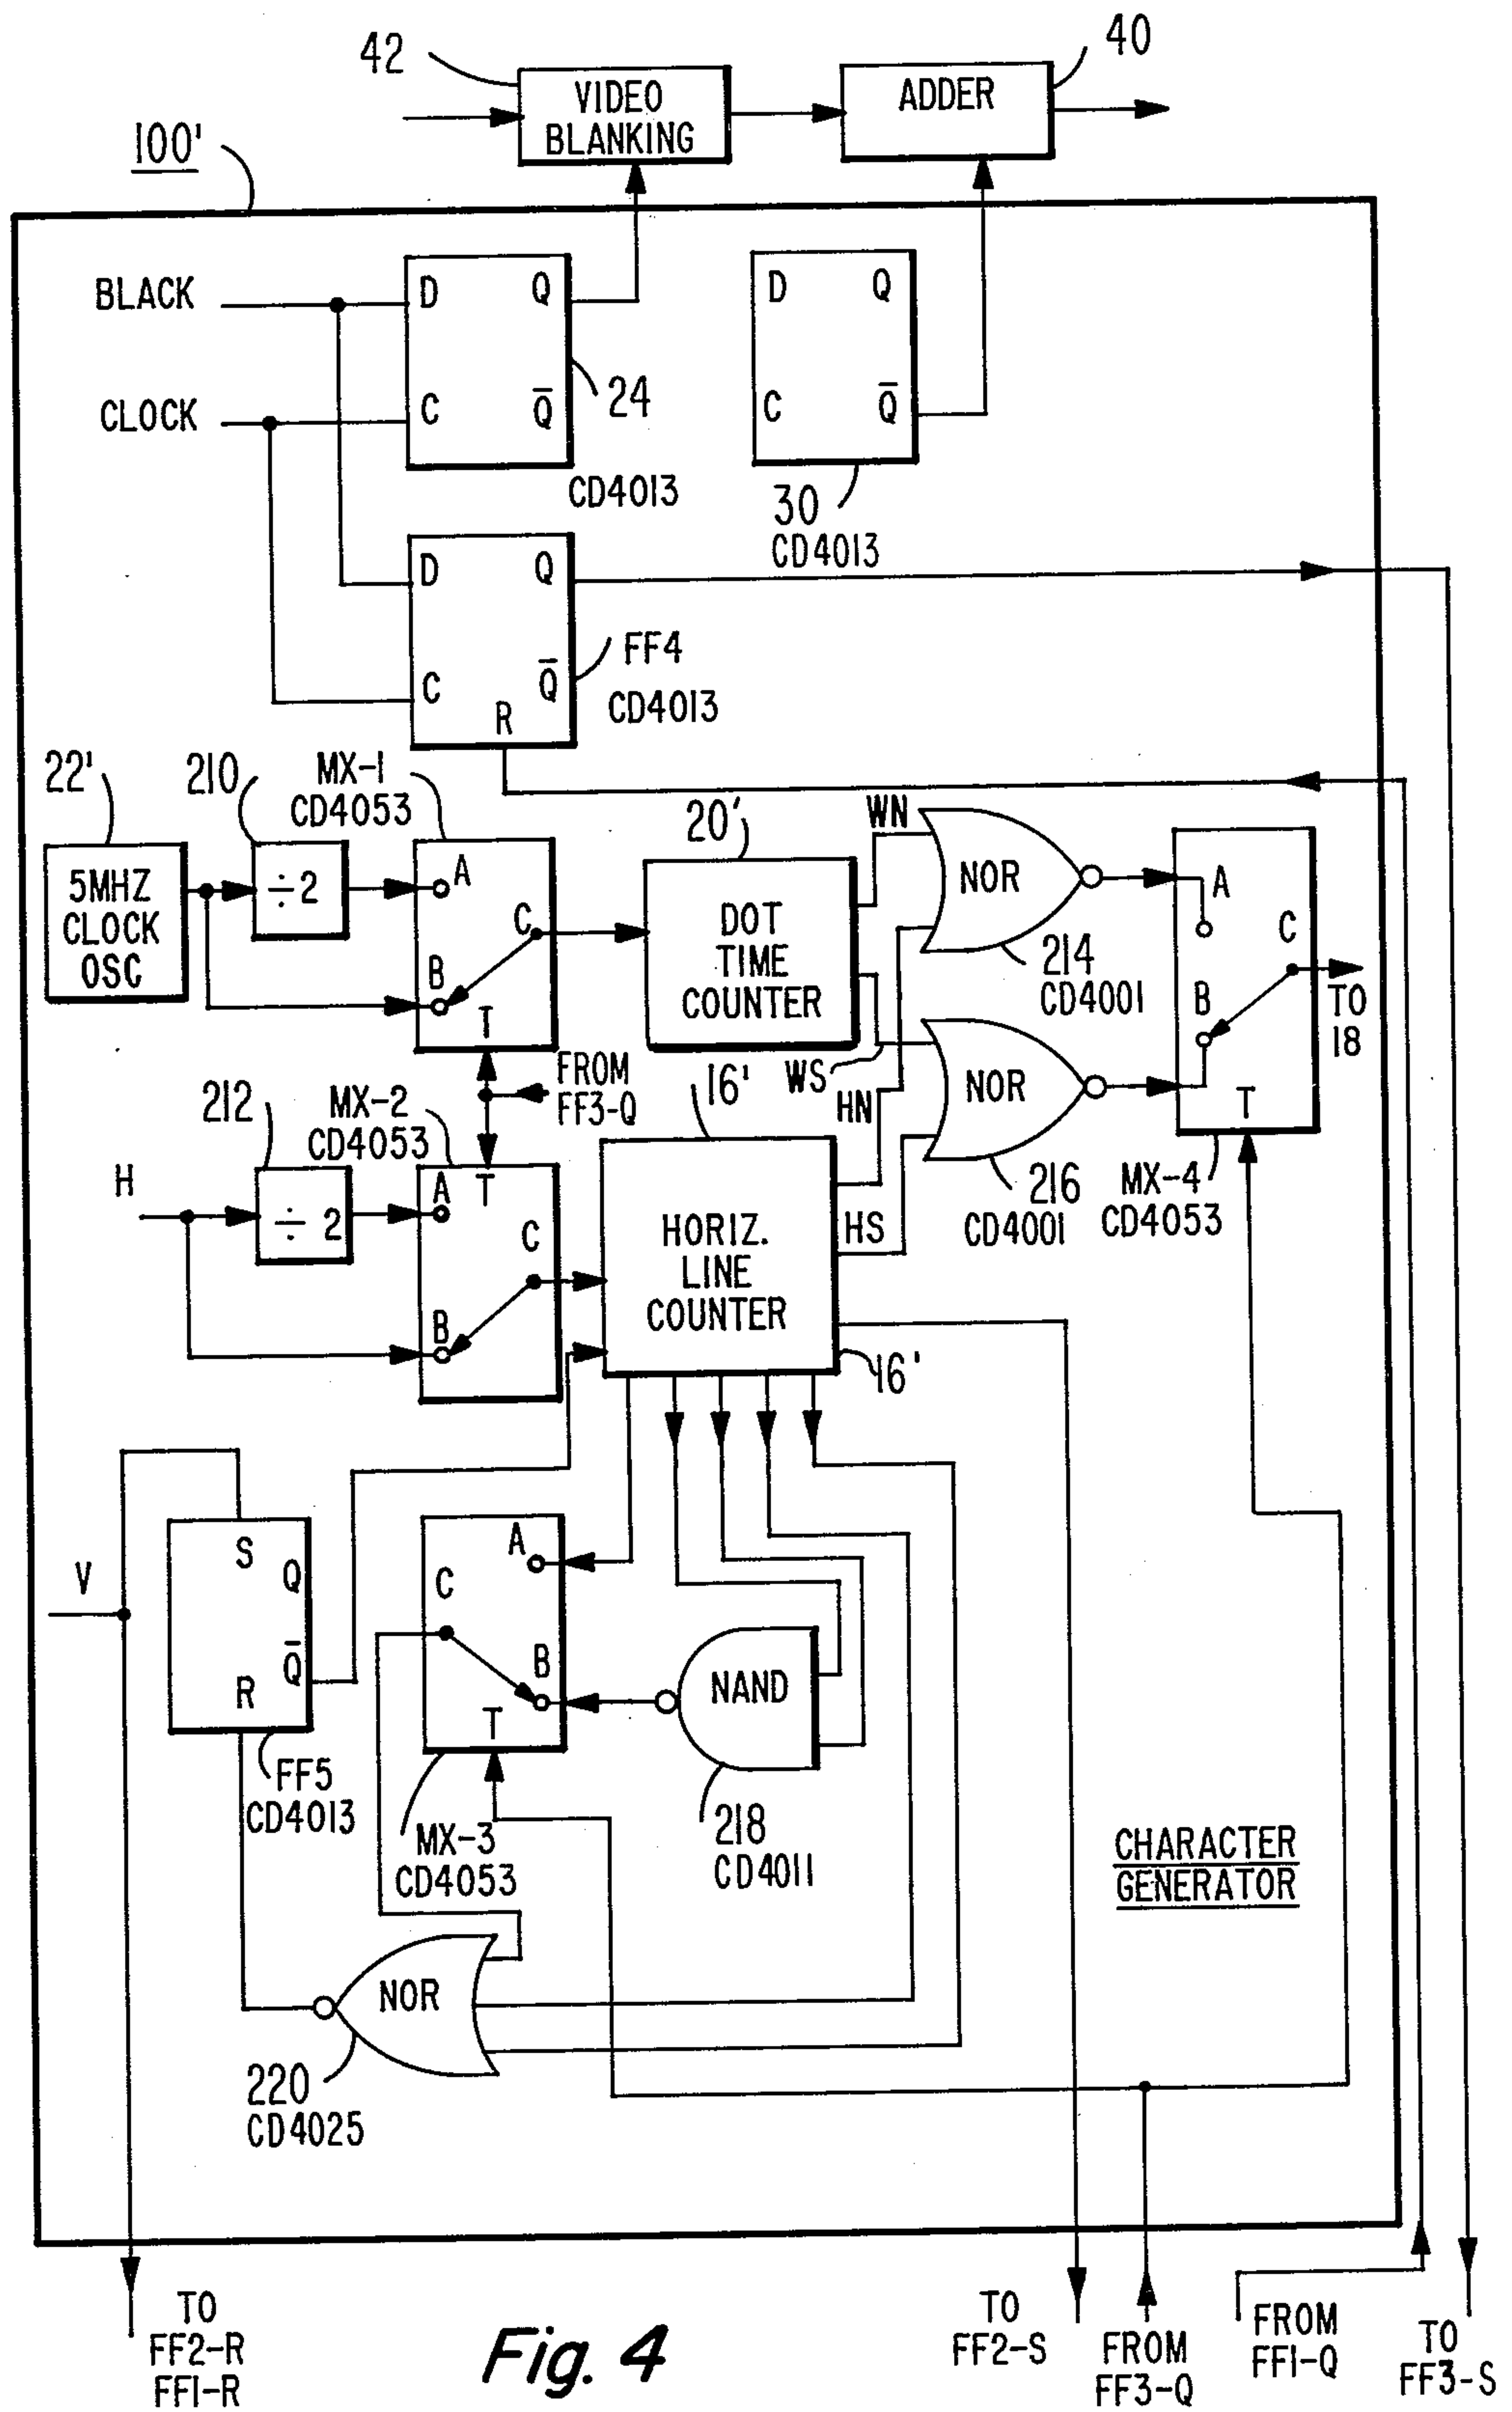 42
VIDEO
BLANKING
ADDER
40
100'
BLACK
CLOCK
D Q
C Q̅
24
CD4013
D Q
C Q̅
30
CD4013
D Q
C Q̅
R
FF4
CD4013
22'
5MHZ
CLOCK
OSC
210
÷2
MX-1
CD4053
A
B
C
T
FROM
FF3-Q
20'
DOT
TIME
COUNTER
WN
WS
HN
HS
NOR
214
CD4001
NOR
216
CD4001
A
B
C
T
MX-4
CD4053
TO
18
H
212
÷ 2
MX-2
CD4053
A
T
C
B
16'
HORIZ.
LINE
COUNTER
16'
V
S
Q
Q̅
R
FF5
CD4013
A
C
B
T
MX-3
CD4053
NAND
218
CD4011
NOR
220
CD4025
CHARACTER
GENERATOR
TO
FF2-R
FF1-R
Fig. 4
TO
FF2-S
FROM
FF3-Q
FROM
FF1-Q
TO
FF3-S